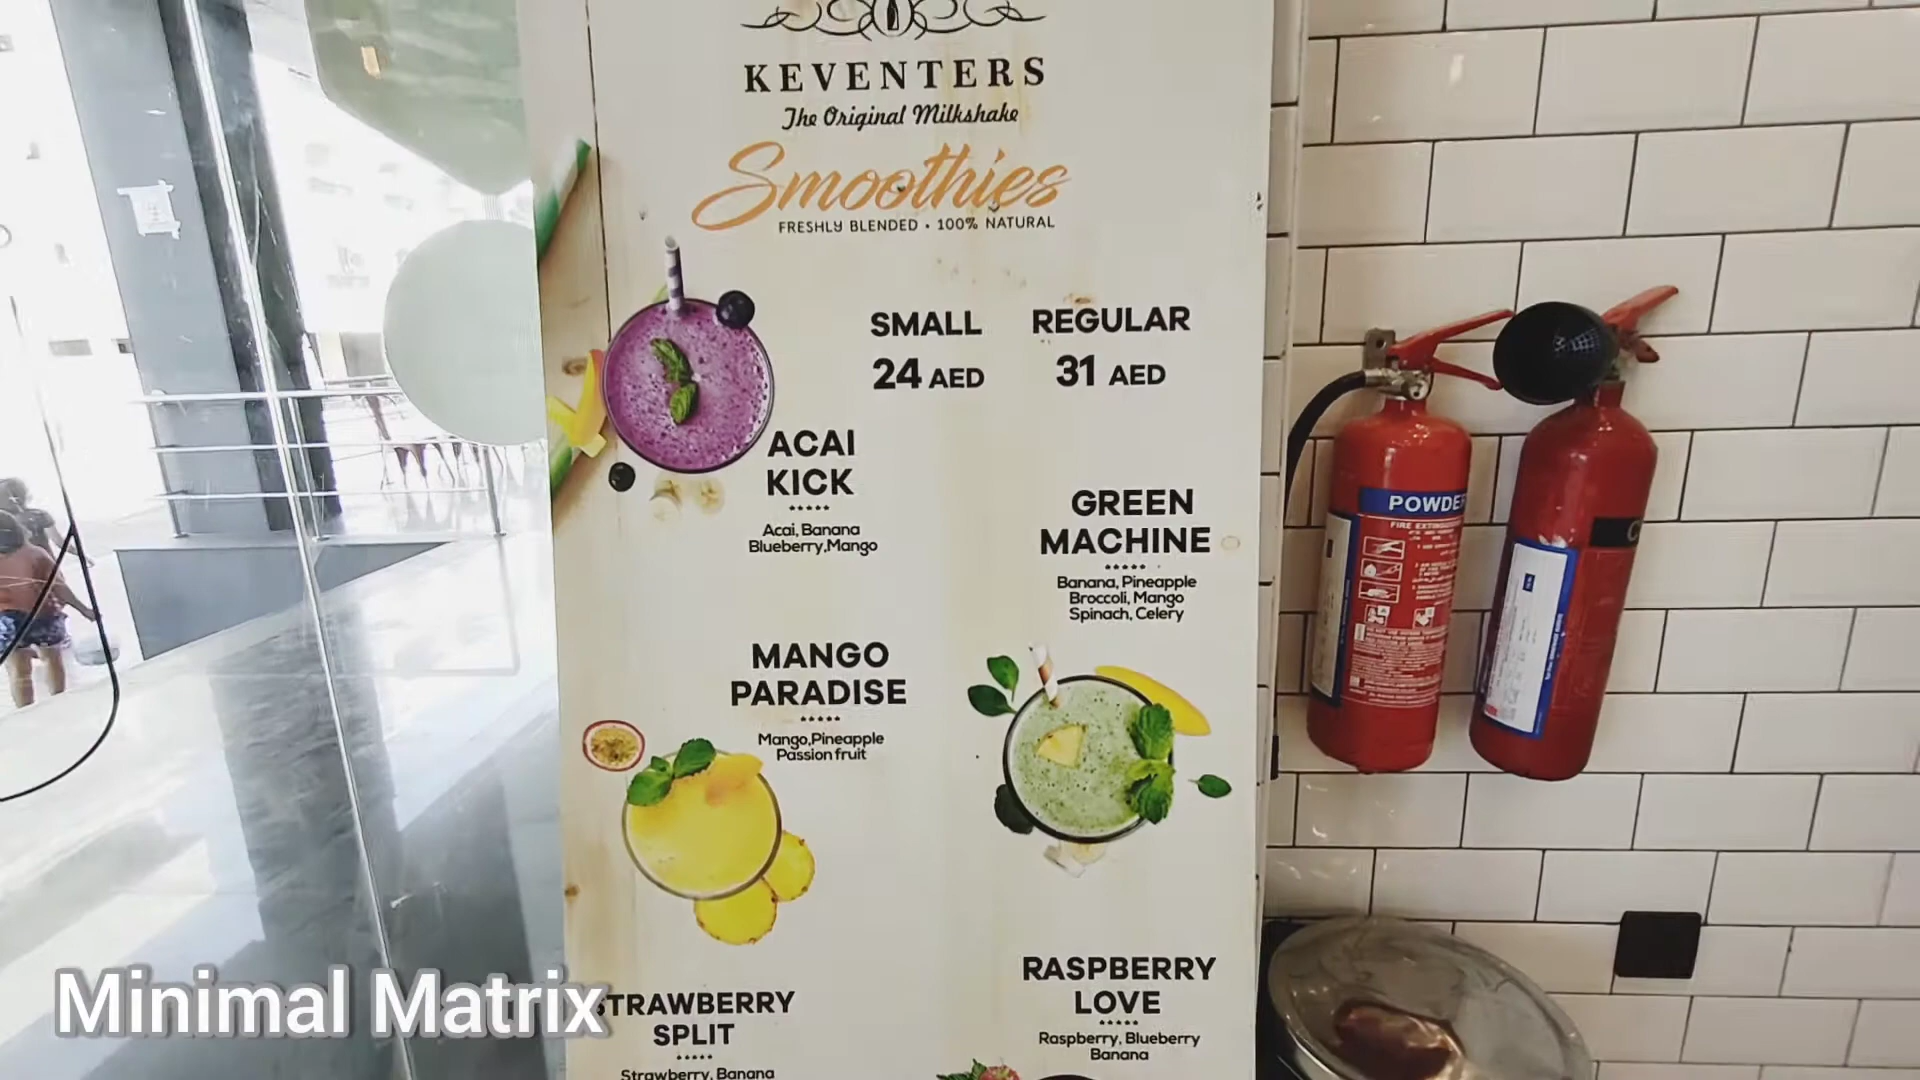 KEVENTERS
The Original Milkshake
Smoothies
FRESHLY BLENDED • 100% NATURAL
SMALL REGULAR
24 AED 31 AED
ACAI
KICK
Acai, Banana
Blueberry,Mango
GREEN
MACHINE
Banana, Pineapple
Broccoli, Mango
Spinach, Celery
MANGO
PARADISE
Mango,Pineapple
Passion fruit
RASPBERRY
LOVE
Raspberry, Blueberry
Banana
STRAWBERRY
SPLIT
Strawberry, Banana
POWDER
FIRE EXTINGUISHER
Minimal Matrix